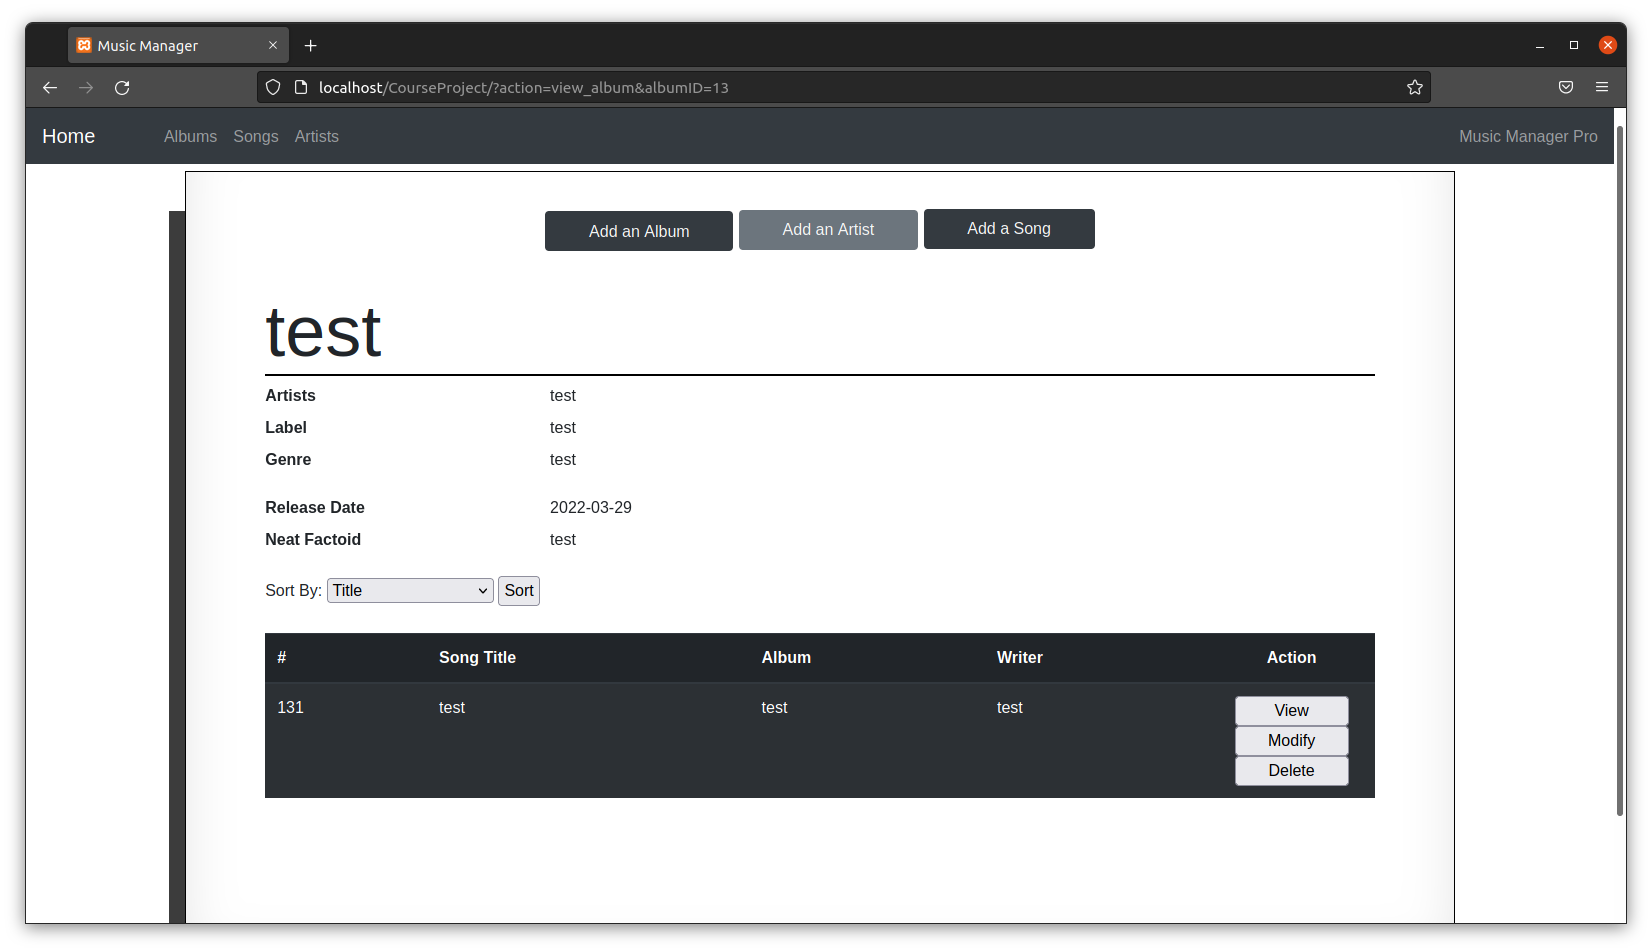 Music Manager
localhost/CourseProject/?action=view_album&albumID=13
Home Albums Songs Artists Music Manager Pro
Add an Album Add an Artist Add a Song
test
Artists test
Label test
Genre test
Release Date 2022-03-29
Neat Factoid test
Sort By: Title Sort
# Song Title Album Writer Action
131 test test test View
Modify
Delete